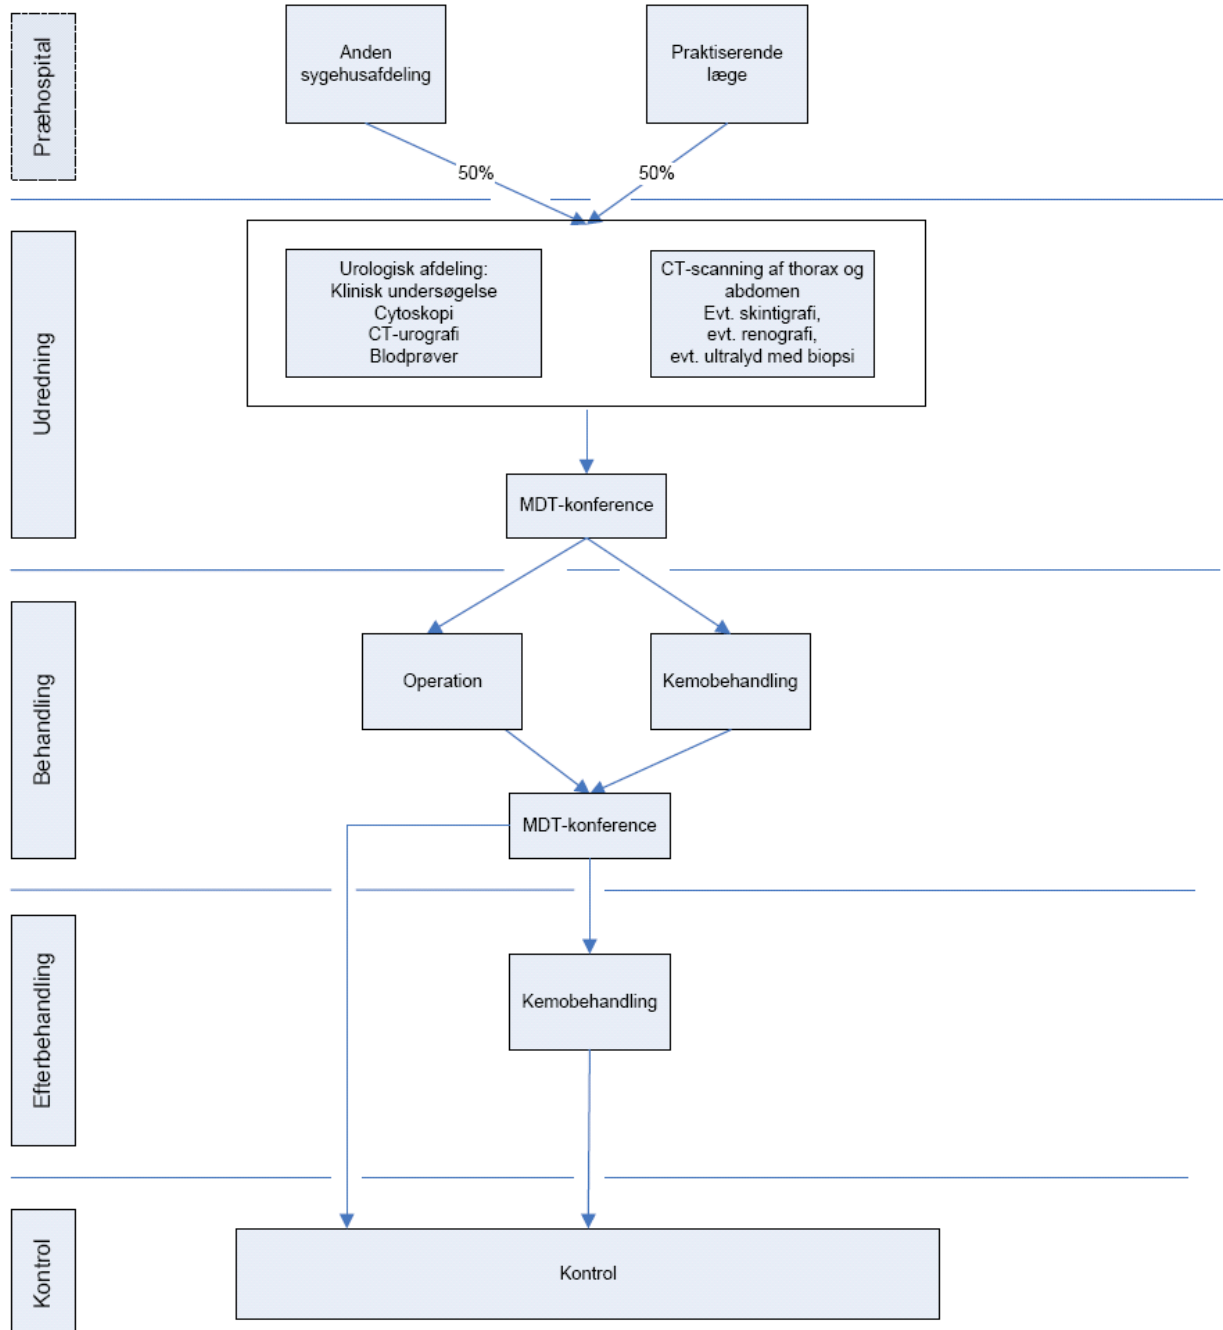 Præhospital
Anden
sygehusafdeling
Praktiserende
læge
50%
50%
Udredning
Urologisk afdeling:
Klinisk undersøgelse
Cytoskopi
CT-urografi
Blodprøver
CT-scanning af thorax og
abdomen
Evt. skintigrafi,
evt. renografi,
evt. ultralyd med biopsi
MDT-konference
Behandling
Operation
Kemobehandling
MDT-konference
Efterbehandling
Kemobehandling
Kontrol
Kontrol